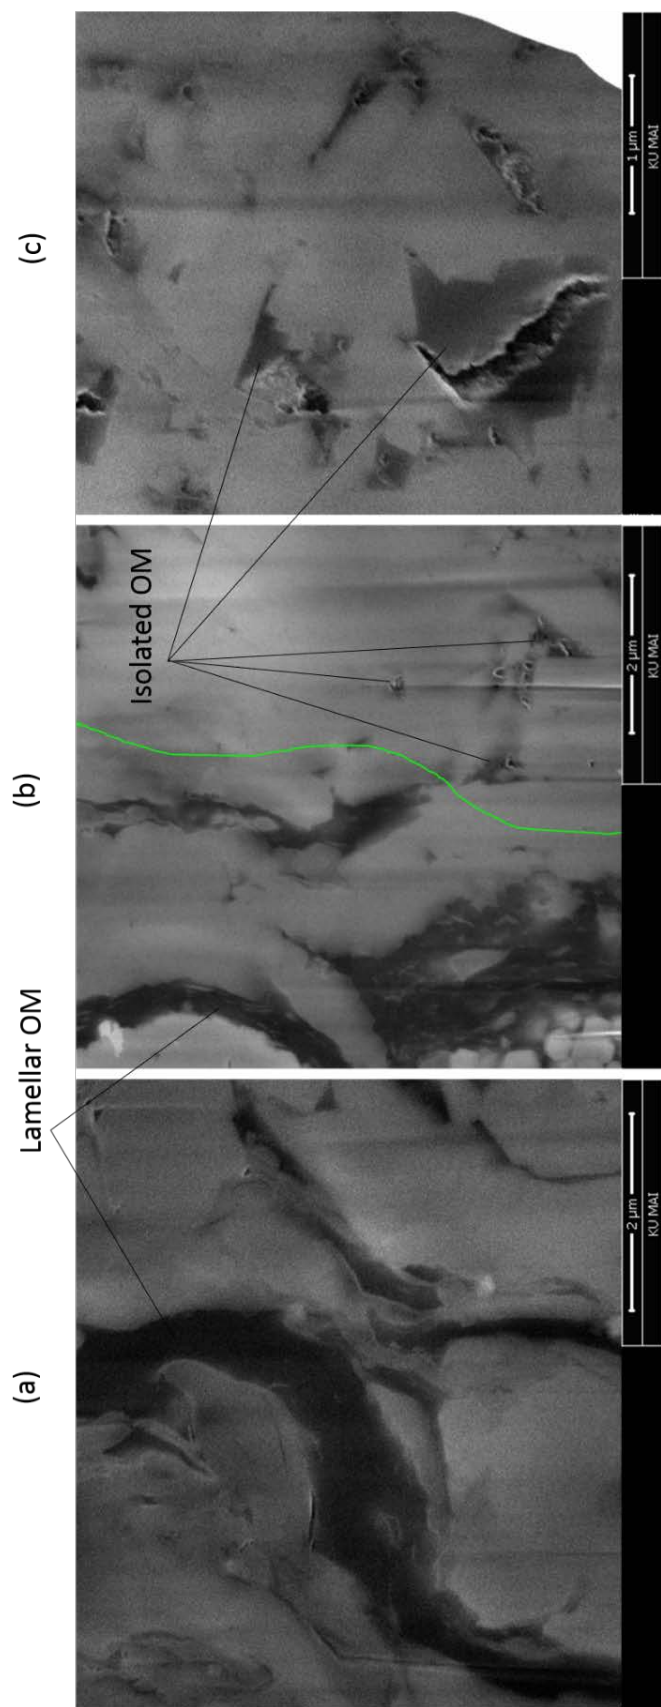 Lamellar OM
Isolated OM
(a)
(b)
(c)
2 µm
KU MAI
2 µm
KU MAI
1 µm
KU MAI